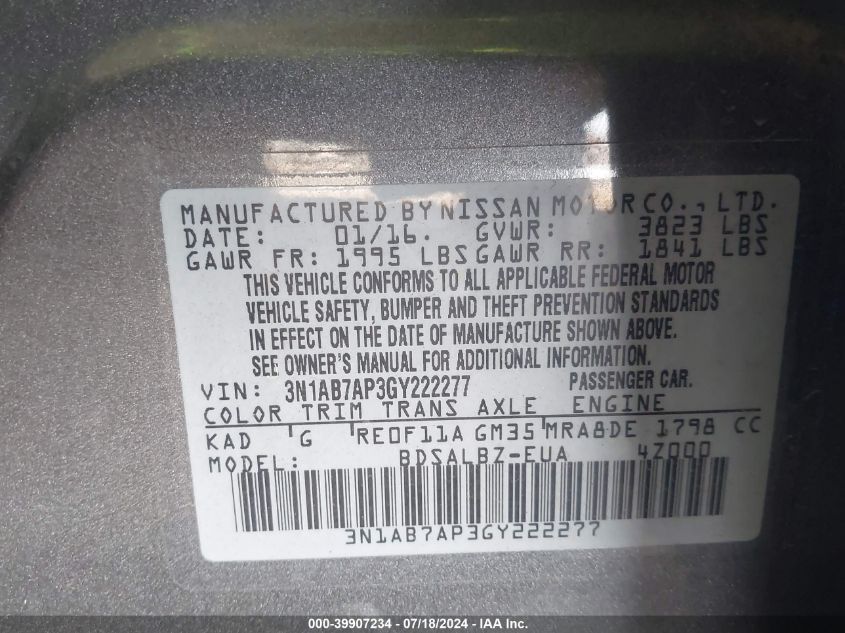 MANUFACTURED BY NISSAN MOTOR CO., LTD.
DATE: 01/16. GVWR: 3823 LBS
GAWR FR: 1995 LBS GAWR RR: 1841 LBS
THIS VEHICLE CONFORMS TO ALL APPLICABLE FEDERAL MOTOR
VEHICLE SAFETY, BUMPER AND THEFT PREVENTION STANDARDS
IN EFFECT ON THE DATE OF MANUFACTURE SHOWN ABOVE.
SEE OWNER'S MANUAL FOR ADDITIONAL INFORMATION.
VIN: 3N1AB7AP3GY222277 PASSENGER CAR.
COLOR TRIM TRANS AXLE ENGINE
KAD G RE0F11A GM35 MRA8DE 1798 CC
MODEL: BDSALBZ-EUA 4Z000
3N1AB7AP3GY222277
000-39907234 - 07/18/2024 - IAA Inc.